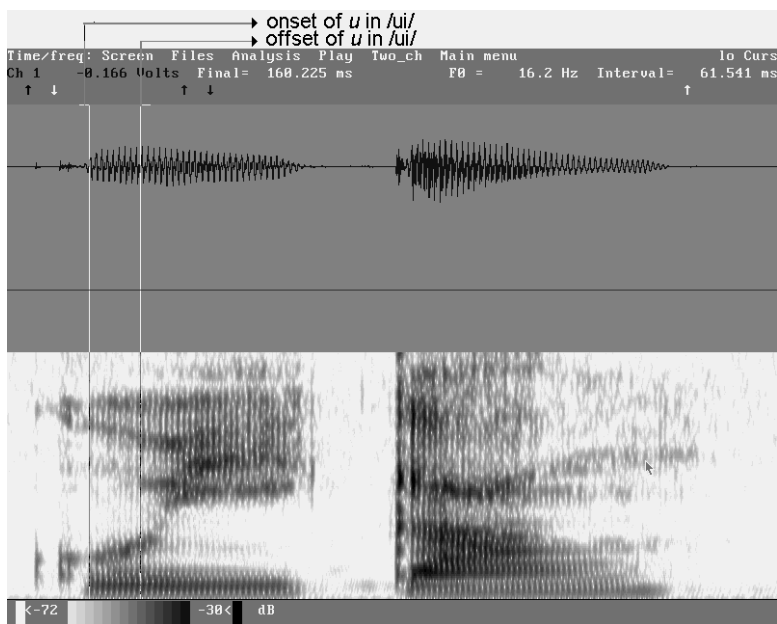 onset of u in /ui/
offset of u in /ui/
Time/freq: Screen Files Analysis Play Two_ch Main menu lo Curs
Ch 1 -0.166 Volts Final= 160.225 ms F0 = 16.2 Hz Interval= 61.541 ms
<-72 -30< dB